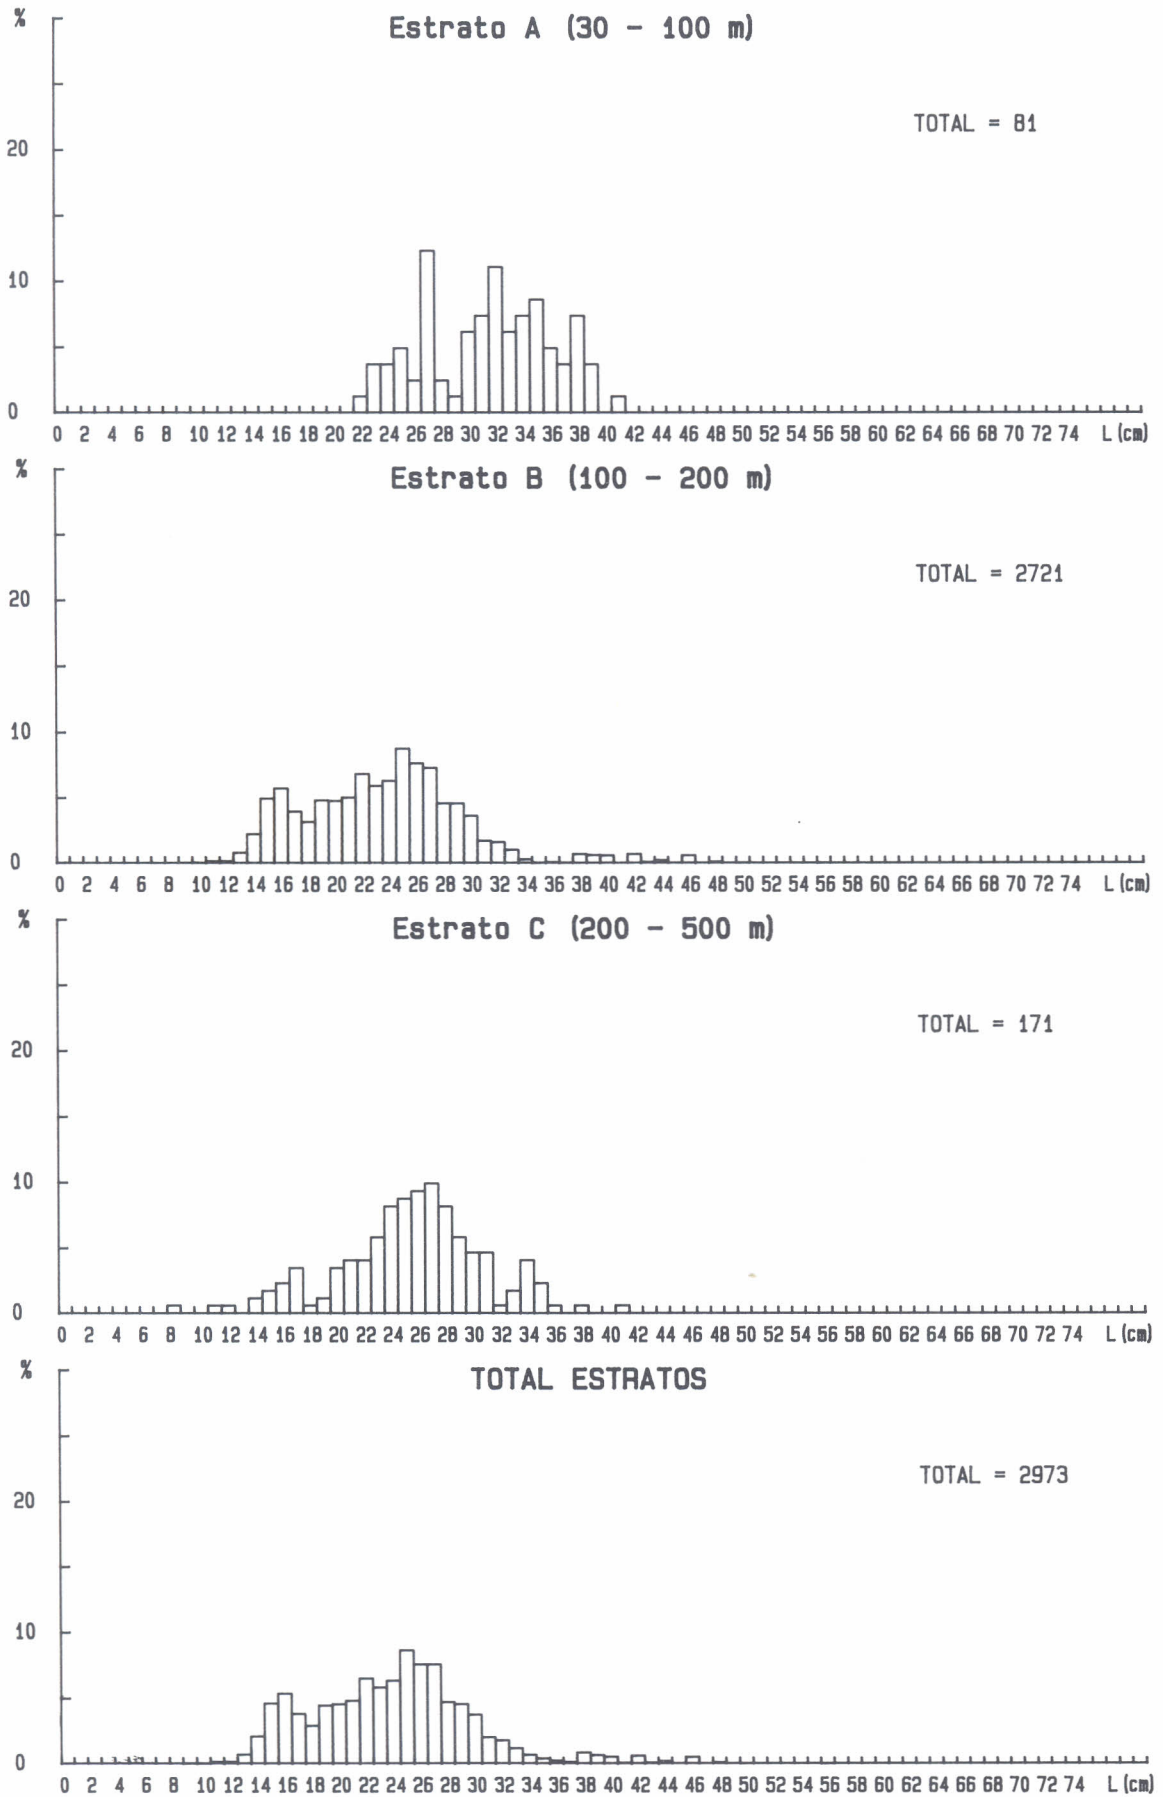 %
Estrato A (30 - 100 m)
TOTAL = 81
20
10
0
0 2 4 6 8 10 12 14 16 18 20 22 24 26 28 30 32 34 36 38 40 42 44 46 48 50 52 54 56 58 60 62 64 66 68 70 72 74 L (cm)
%
Estrato B (100 - 200 m)
TOTAL = 2721
20
10
0
0 2 4 6 8 10 12 14 16 18 20 22 24 26 28 30 32 34 36 38 40 42 44 46 48 50 52 54 56 58 60 62 64 66 68 70 72 74 L (cm)
%
Estrato C (200 - 500 m)
TOTAL = 171
20
10
0
0 2 4 6 8 10 12 14 16 18 20 22 24 26 28 30 32 34 36 38 40 42 44 46 48 50 52 54 56 58 60 62 64 66 68 70 72 74 L (cm)
%
TOTAL ESTRATOS
TOTAL = 2973
20
10
0
0 2 4 6 8 10 12 14 16 18 20 22 24 26 28 30 32 34 36 38 40 42 44 46 48 50 52 54 56 58 60 62 64 66 68 70 72 74 L (cm)